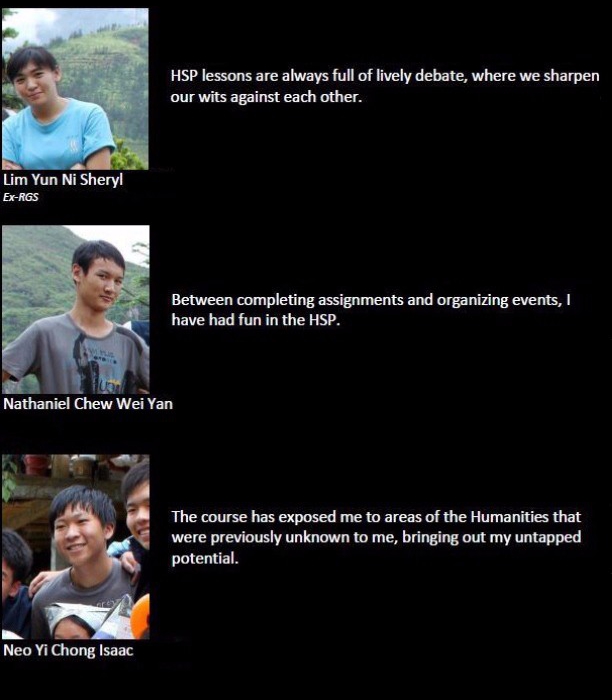 HSP lessons are always full of lively debate, where we sharpen
our wits against each other.
Lim Yun Ni Sheryl
Ex-RGS
Between completing assignments and organizing events, I
have had fun in the HSP.
Nathaniel Chew Wei Yan
The course has exposed me to areas of the Humanities that
were previously unknown to me, bringing out my untapped
potential.
Neo Yi Chong Isaac